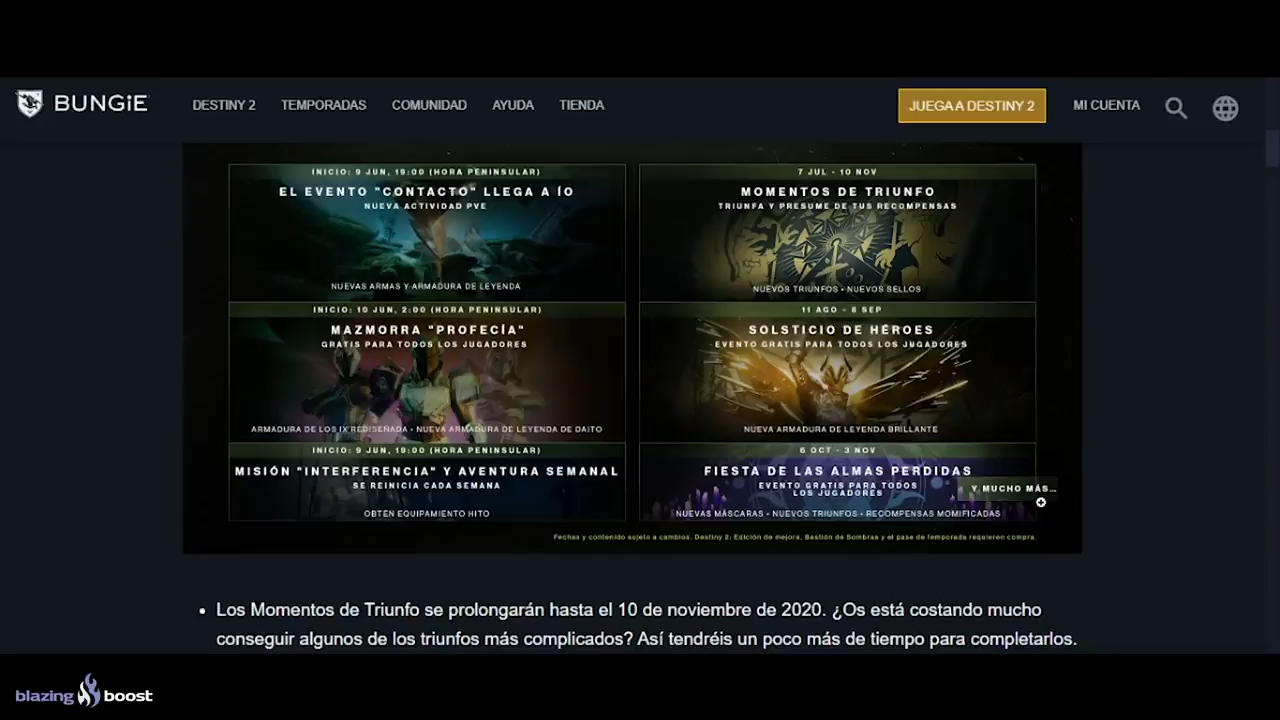 BUNGiE
DESTINY 2 TEMPORADAS COMUNIDAD AYUDA TIENDA
JUEGA A DESTINY 2
MI CUENTA
INICIO: 9 JUN, 19:00 (HORA PENINSULAR)
EL EVENTO "CONTACTO" LLEGA A ÍO
NUEVA ACTIVIDAD PVE
NUEVAS ARMAS Y ARMADURA DE LEYENDA
INICIO: 10 JUN, 2:00 (HORA PENINSULAR)
MAZMORRA "PROFECÍA"
GRATIS PARA TODOS LOS JUGADORES
ARMADURA DE LOS IX REDISEÑADA • NUEVA ARMADURA DE LEYENDA DE DAITO
INICIO: 9 JUN, 19:00 (HORA PENINSULAR)
MISIÓN "INTERFERENCIA" Y AVENTURA SEMANAL
SE REINICIA CADA SEMANA
OBTÉN EQUIPAMIENTO HITO
7 JUL - 10 NOV
MOMENTOS DE TRIUNFO
TRIUNFA Y PRESUME DE TUS RECOMPENSAS
NUEVOS TRIUNFOS • NUEVOS SELLOS
11 AGO - 8 SEP
SOLSTICIO DE HÉROES
EVENTO GRATIS PARA TODOS LOS JUGADORES
NUEVA ARMADURA DE LEYENDA BRILLANTE
6 OCT - 3 NOV
FIESTA DE LAS ALMAS PERDIDAS
EVENTO GRATIS PARA TODOS
LOS JUGADORES
NUEVAS MÁSCARAS • NUEVOS TRIUNFOS • RECOMPENSAS MOMIFICADAS
Y MUCHO MÁS...
Fechas y contenido sujeto a cambios. Destiny 2: Edición de mejora, Bastión de Sombras y el pase de temporada requieren compra.
• Los Momentos de Triunfo se prolongarán hasta el 10 de noviembre de 2020. ¿Os está costando mucho
conseguir algunos de los triunfos más complicados? Así tendréis un poco más de tiempo para completarlos.
blazing boost